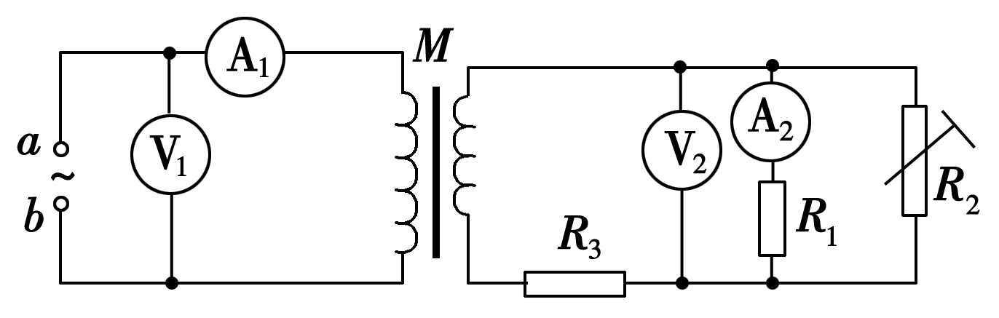 A₁
M
a
~
b
V₁
V₂
A₂
R₁
R₂
R₃